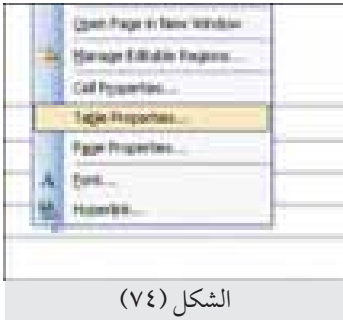 Open Page in New Window
Manage Editable Regions...
Cell Properties...
Table Properties...
Page Properties...
Font...
Hyperlink...
الشكل (٧٤)